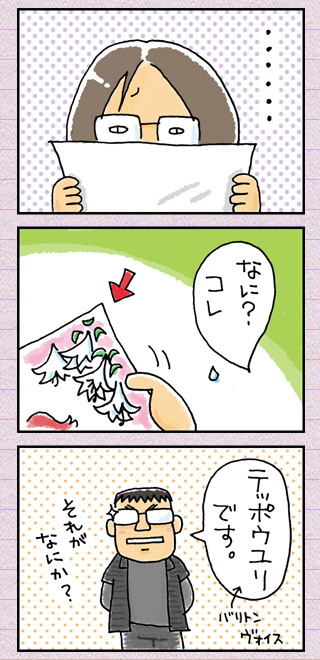 ・・・・・・・・
なに?
コレ
テッポウユリ
です。
バリトン
ヴォイス
それが
なにか?